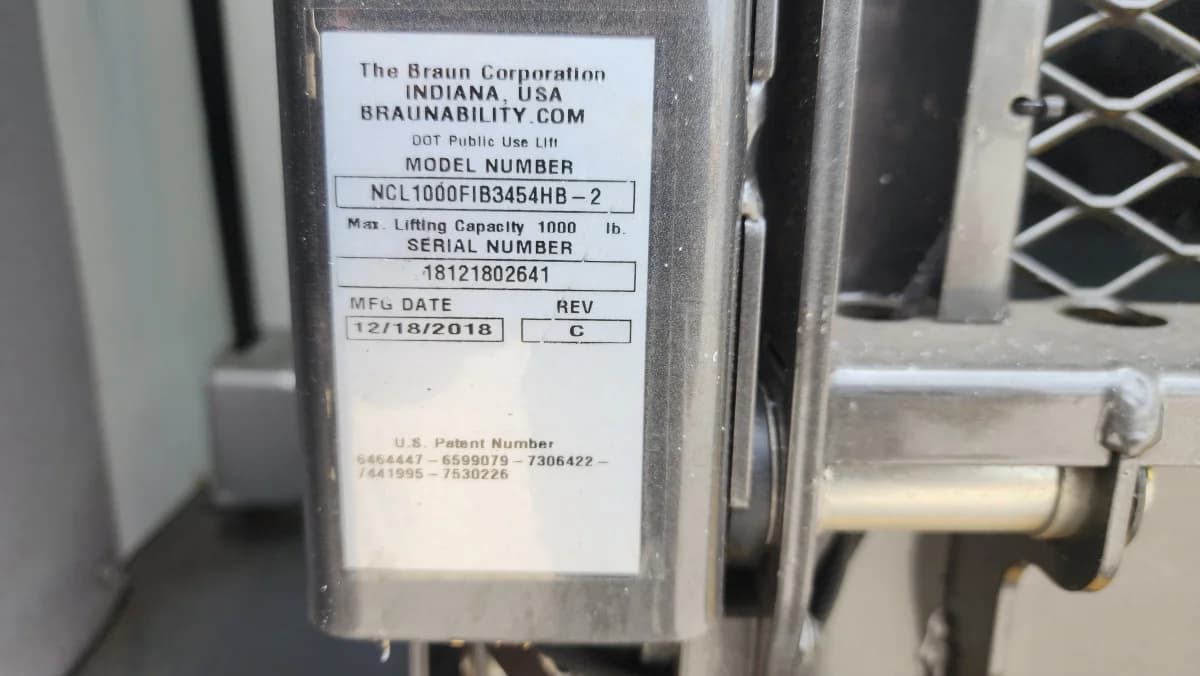 The Braun Corporation
INDIANA, USA
BRAUNABILITY.COM
DOT Public Use Lift
MODEL NUMBER
NCL1000FIB3454HB-2
Max. Lifting Capacity 1000 lb.
SERIAL NUMBER
18121802641
MFG DATE REV
12/18/2018 C
U.S. Patent Number
6464447-6599079-7306422-
7441995-7530226